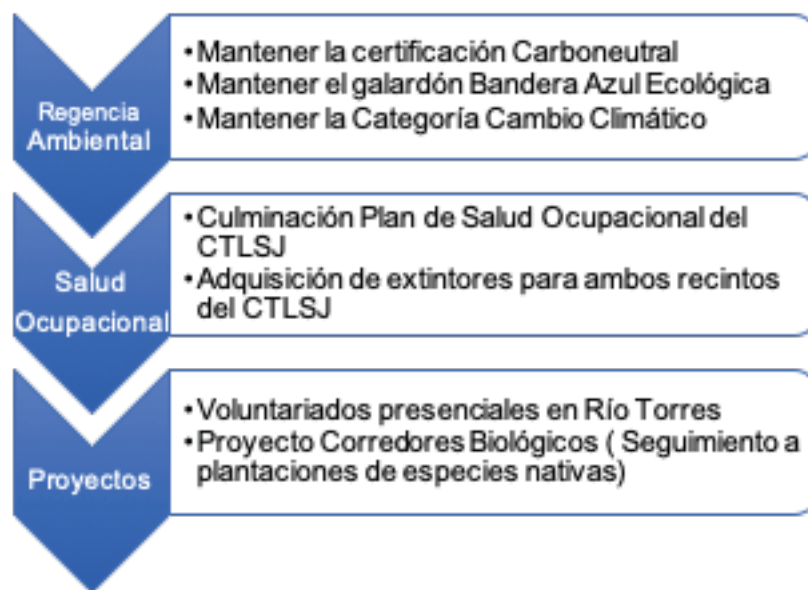 Regencia
Ambiental
•Mantener la certificación Carboneutral
•Mantener el galardón Bandera Azul Ecológica
•Mantener la Categoría Cambio Climático
Salud
Ocupacional
•Culminación Plan de Salud Ocupacional del
CTLSJ
•Adquisición de extintores para ambos recintos
del CTLSJ
Proyectos
•Voluntariados presenciales en Río Torres
•Proyecto Corredores Biológicos ( Seguimiento a
plantaciones de especies nativas)